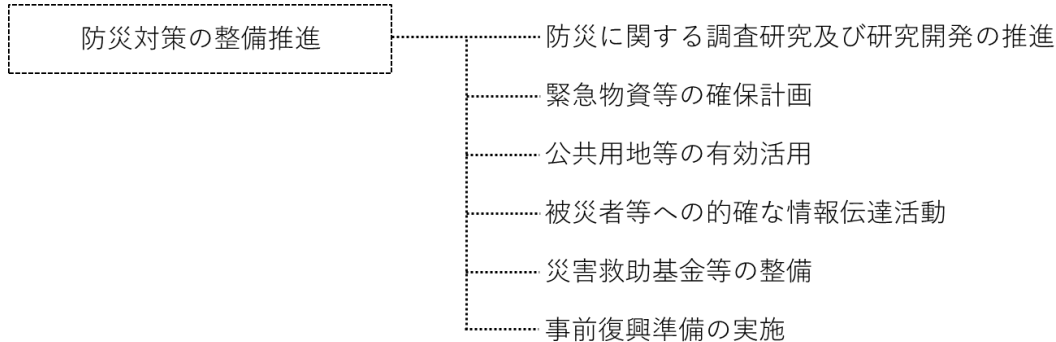 防災対策の整備推進
防災に関する調査研究及び研究開発の推進
緊急物資等の確保計画
公共用地等の有効活用
被災者等への的確な情報伝達活動
災害救助基金等の整備
事前復興準備の実施